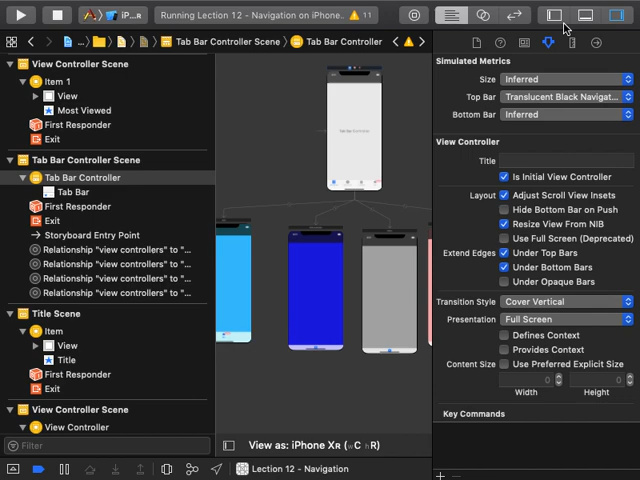 iP...R
Running Lection 12 - Navigation on iPhone...
11
Tab Bar Controller Scene
Tab Bar Controller
View Controller Scene
Item 1
View
Most Viewed
First Responder
Exit
Tab Bar Controller Scene
Tab Bar Controller
Tab Bar
First Responder
Exit
Storyboard Entry Point
Relationship "view controllers" to "...
Relationship "view controllers" to "...
Relationship "view controllers" to "...
Relationship "view controllers" to "...
Title Scene
Item
View
Title
First Responder
Exit
View Controller Scene
View Controller
Filter
Tab Bar Controller
View as: iPhone XR (wC hR)
Lection 12 - Navigation
Simulated Metrics
Size Inferred
Top Bar Translucent Black Navigat...
Bottom Bar Inferred
View Controller
Title
Is Initial View Controller
Layout Adjust Scroll View Insets
Hide Bottom Bar on Push
Resize View From NIB
Use Full Screen (Deprecated)
Extend Edges Under Top Bars
Under Bottom Bars
Under Opaque Bars
Transition Style Cover Vertical
Presentation Full Screen
Defines Context
Provides Context
Content Size Use Preferred Explicit Size
0 0
Width Height
Key Commands